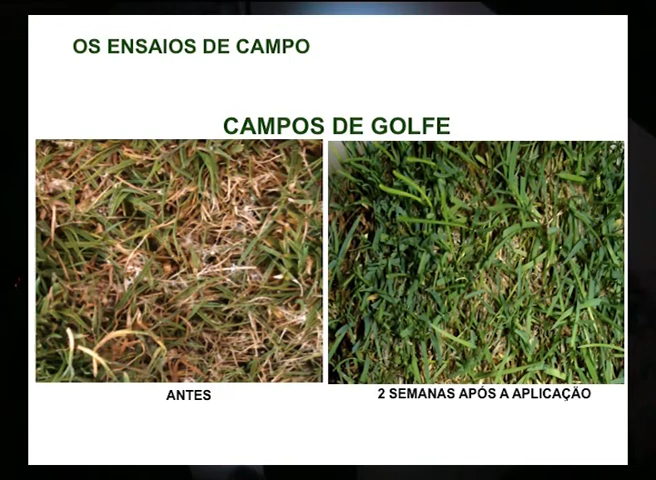 OS ENSAIOS DE CAMPO
CAMPOS DE GOLFE
ANTES
2 SEMANAS APÓS A APLICAÇÃO